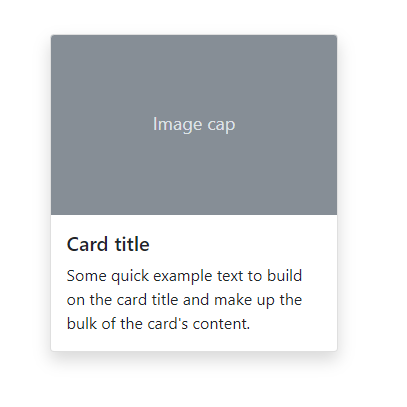 Image cap
Card title
Some quick example text to build
on the card title and make up the
bulk of the card's content.